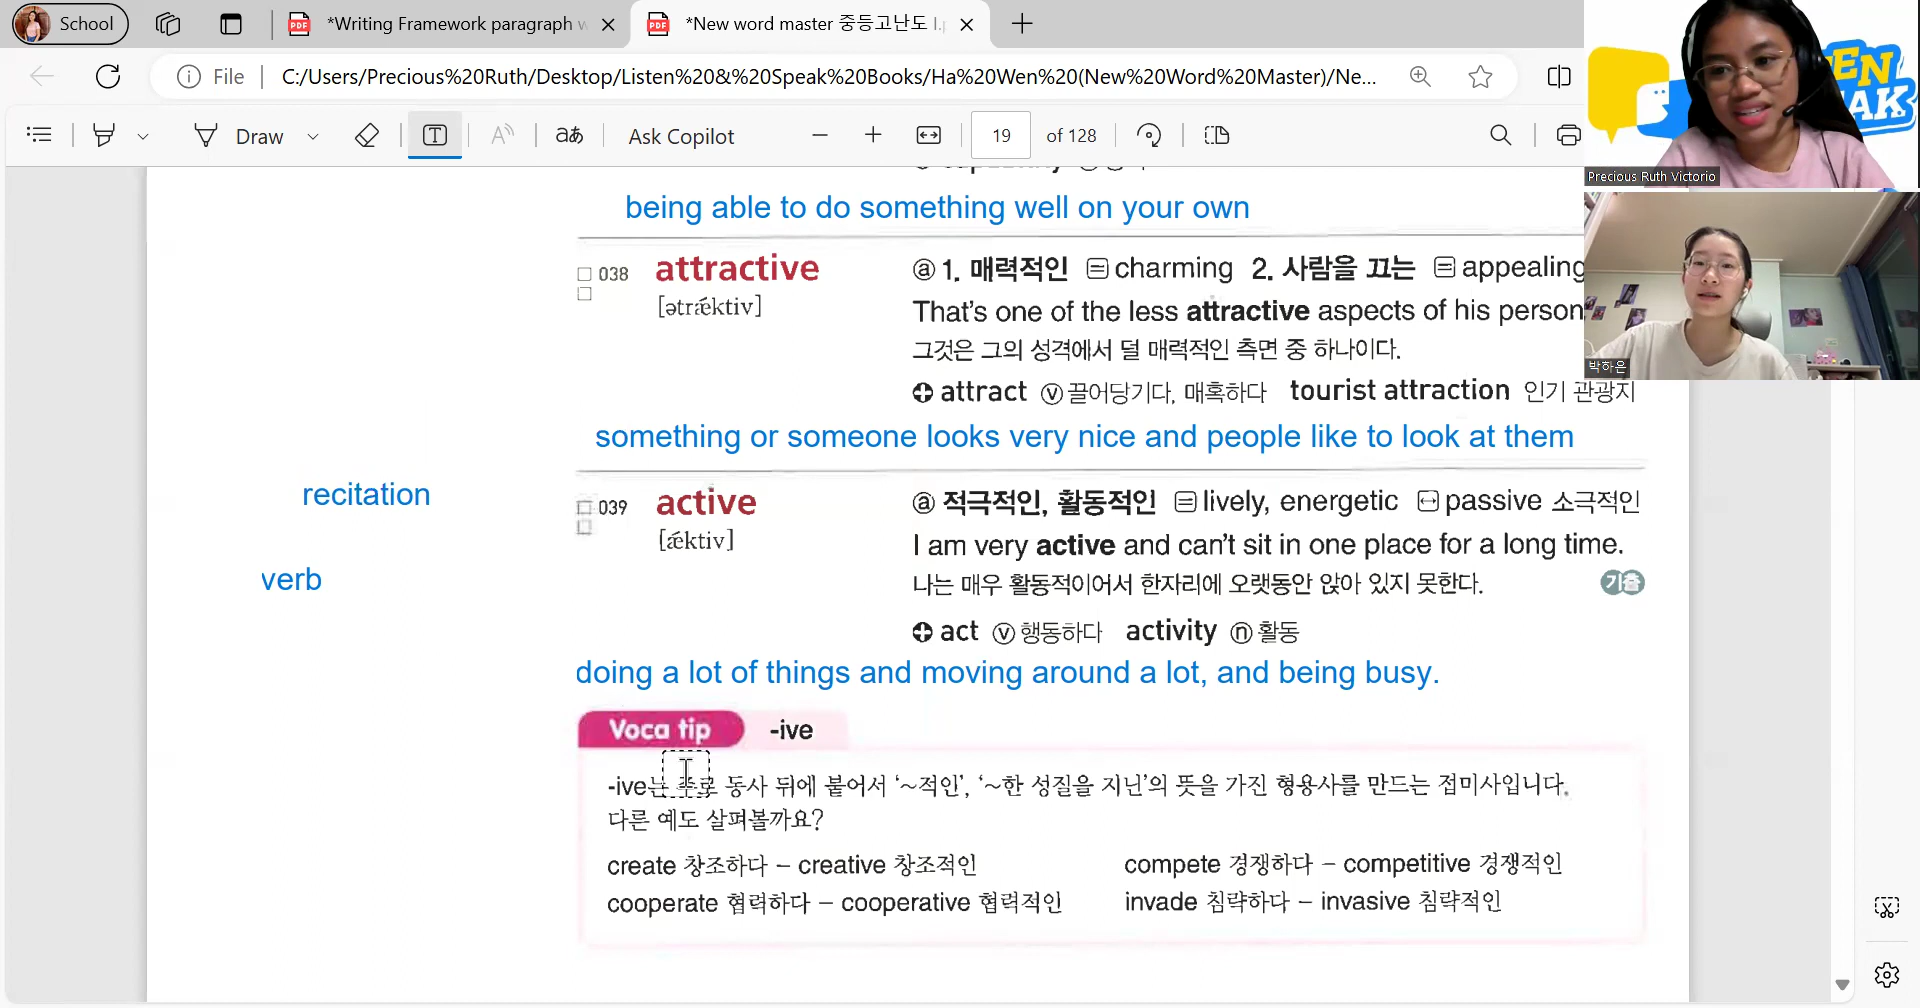 School
*Writing Framework paragraph w
*New word master 중등고난도 I.p
File
C:/Users/Precious%20Ruth/Desktop/Listen%20&%20Speak%20Books/Ha%20Wen%20(New%20Word%20Master)/Ne...
Draw
aあ
Ask Copilot
19 of 128
EN
AK
Precious Ruth Victorio
박하은
being able to do something well on your own
038 attractive ⓐ 1. 매력적인 = charming 2. 사람을 끄는 = appealing
[ətrǽktiv] That's one of the less attractive aspects of his person
그것은 그의 성격에서 덜 매력적인 측면 중 하나이다.
attract ⓥ 끌어당기다, 매혹하다 tourist attraction 인기 관광지
something or someone looks very nice and people like to look at them
recitation
039 active ⓐ 적극적인, 활동적인 = lively, energetic ↔ passive 소극적인
[ǽktiv] I am very active and can't sit in one place for a long time.
verb
나는 매우 활동적이어서 한자리에 오랫동안 앉아 있지 못한다. 기출
act ⓥ 행동하다 activity ⓝ 활동
doing a lot of things and moving around a lot, and being busy.
Voca tip -ive
-ive는 주로 동사 뒤에 붙어서 '~적인', '~한 성질을 지닌'의 뜻을 가진 형용사를 만드는 접미사입니다.
다른 예도 살펴볼까요?
create 창조하다 – creative 창조적인 compete 경쟁하다 – competitive 경쟁적인
cooperate 협력하다 – cooperative 협력적인 invade 침략하다 – invasive 침략적인